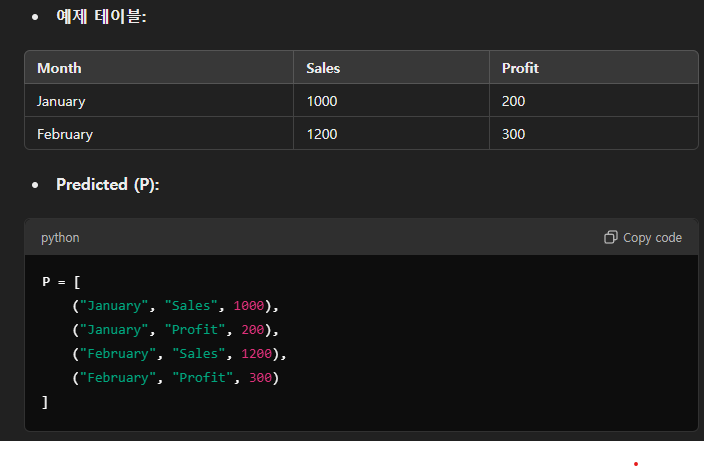 • 예제 테이블:
Month Sales Profit
January 1000 200
February 1200 300
• Predicted (P):
python Copy code
P = [
("January", "Sales", 1000),
("January", "Profit", 200),
("February", "Sales", 1200),
("February", "Profit", 300)
]